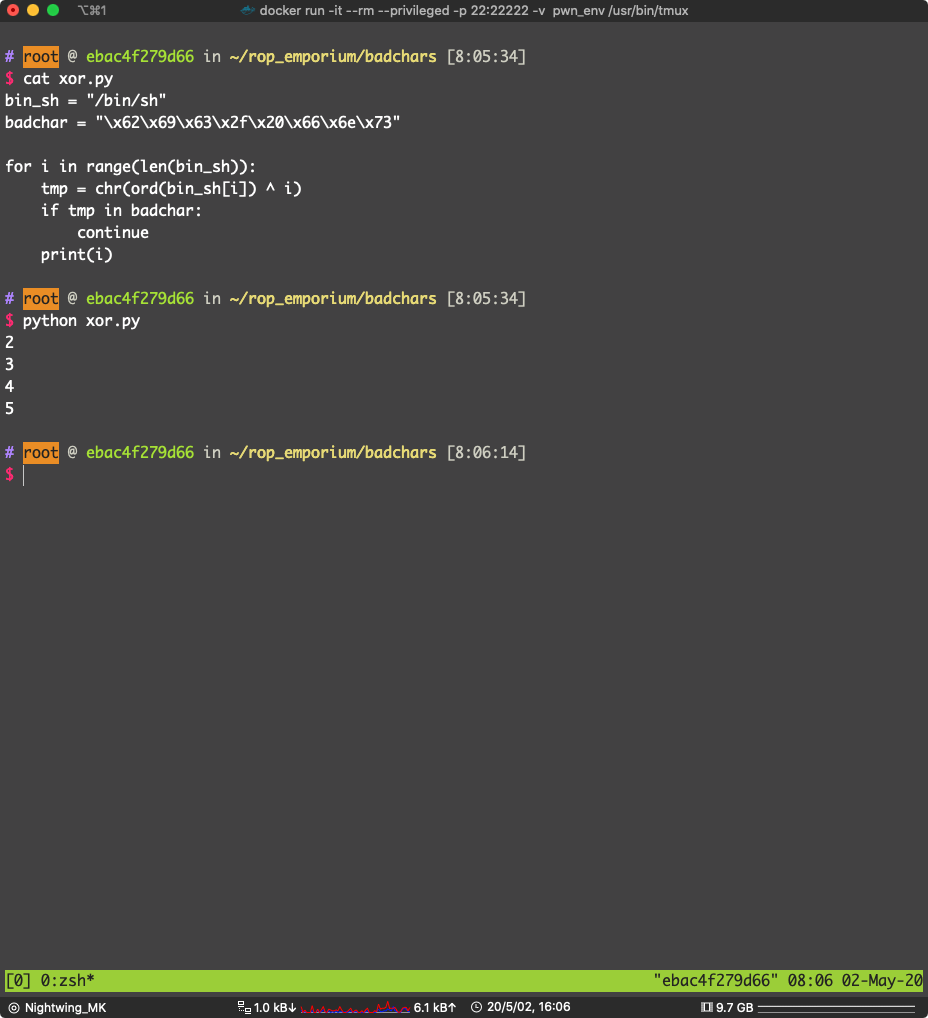 ⌥⌘1 docker run -it --rm --privileged -p 22:22222 -v pwn_env /usr/bin/tmux
# root @ ebac4f279d66 in ~/rop_emporium/badchars [8:05:34]
$ cat xor.py
bin_sh = "/bin/sh"
badchar = "\x62\x69\x63\x2f\x20\x66\x6e\x73"
for i in range(len(bin_sh)):
    tmp = chr(ord(bin_sh[i]) ^ i)
    if tmp in badchar:
        continue
    print(i)
# root @ ebac4f279d66 in ~/rop_emporium/badchars [8:05:34]
$ python xor.py
2
3
4
5
# root @ ebac4f279d66 in ~/rop_emporium/badchars [8:06:14]
$
[0] 0:zsh* "ebac4f279d66" 08:06 02-May-20
Nightwing_MK 1.0 kB↓ 6.1 kB↑ 20/5/02, 16:06 9.7 GB